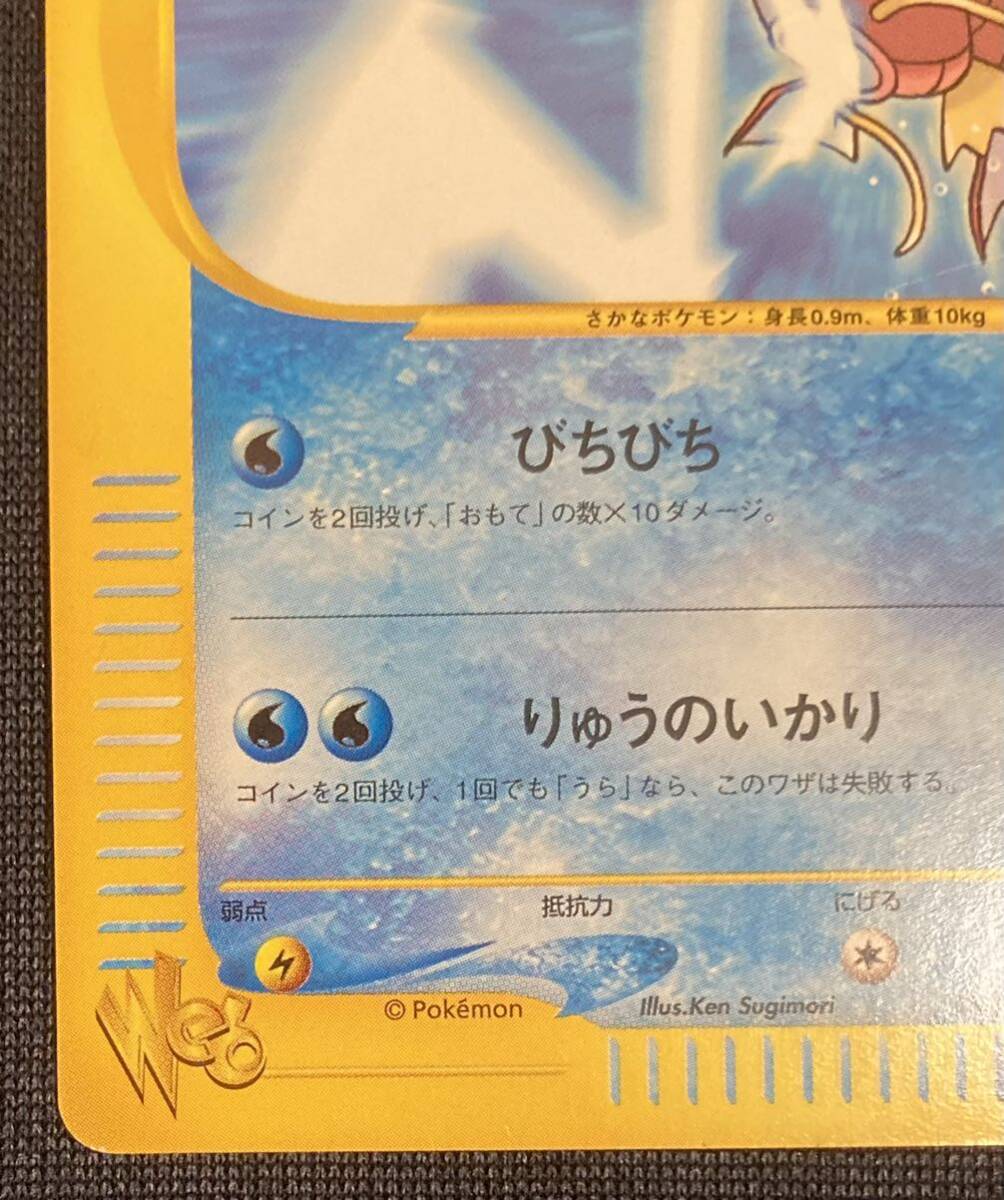 さかなポケモン：身長0.9m、体重10kg
びちびち
コインを2回投げ、「おもて」の数×10ダメージ。
りゅうのいかり
コインを2回投げ、1回でも「うら」なら、このワザは失敗する。
弱点 抵抗力 にげる
© Pokémon Illus.Ken Sugimori
Web